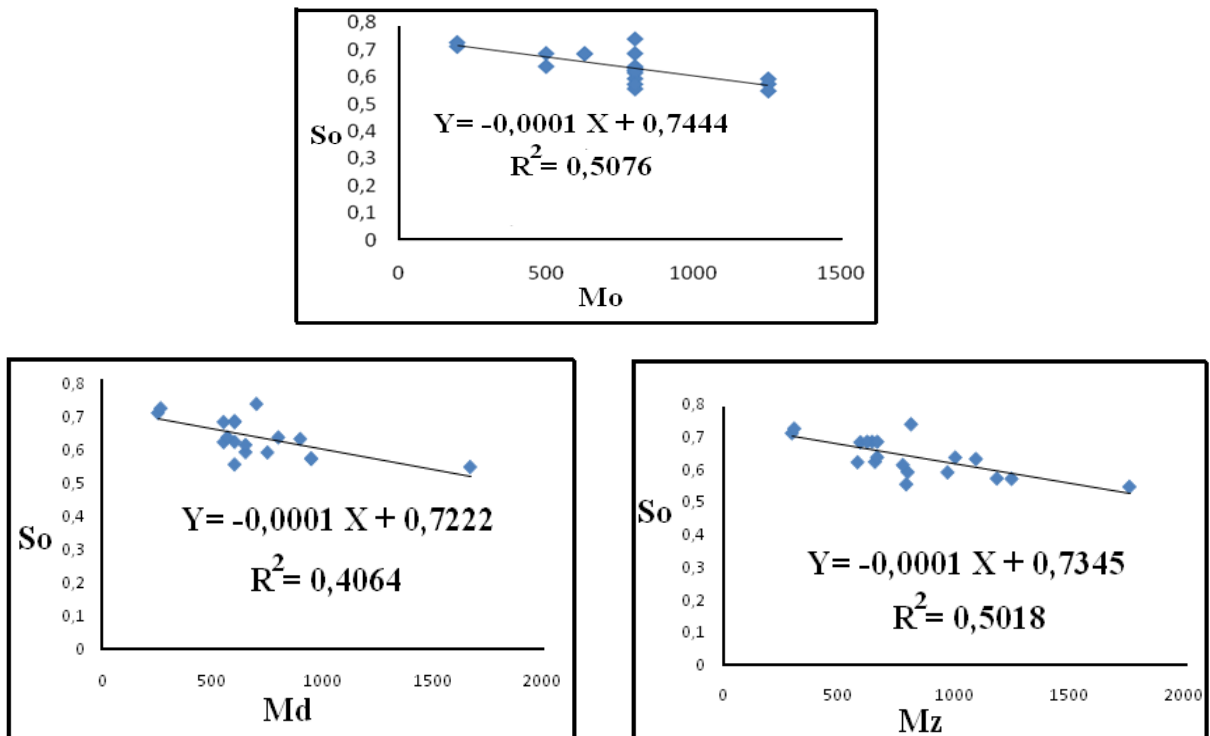 0,8
0,7
0,6
0,5
So 0,4
0,3
0,2
0,1
0
Y= -0,0001 X + 0,7444
R²= 0,5076
0 500 1000 1500
Mo
0,8
0,7
0,6
0,5
0,4
So 0,3
0,2
0,1
0
Y= -0,0001 X + 0,7222
R²= 0,4064
0 500 1000 1500 2000
Md
0,8
0,7
0,6
0,5
So 0,4
0,3
0,2
0,1
0
Y= -0,0001 X + 0,7345
R²= 0,5018
0 500 1000 1500 2000
Mz